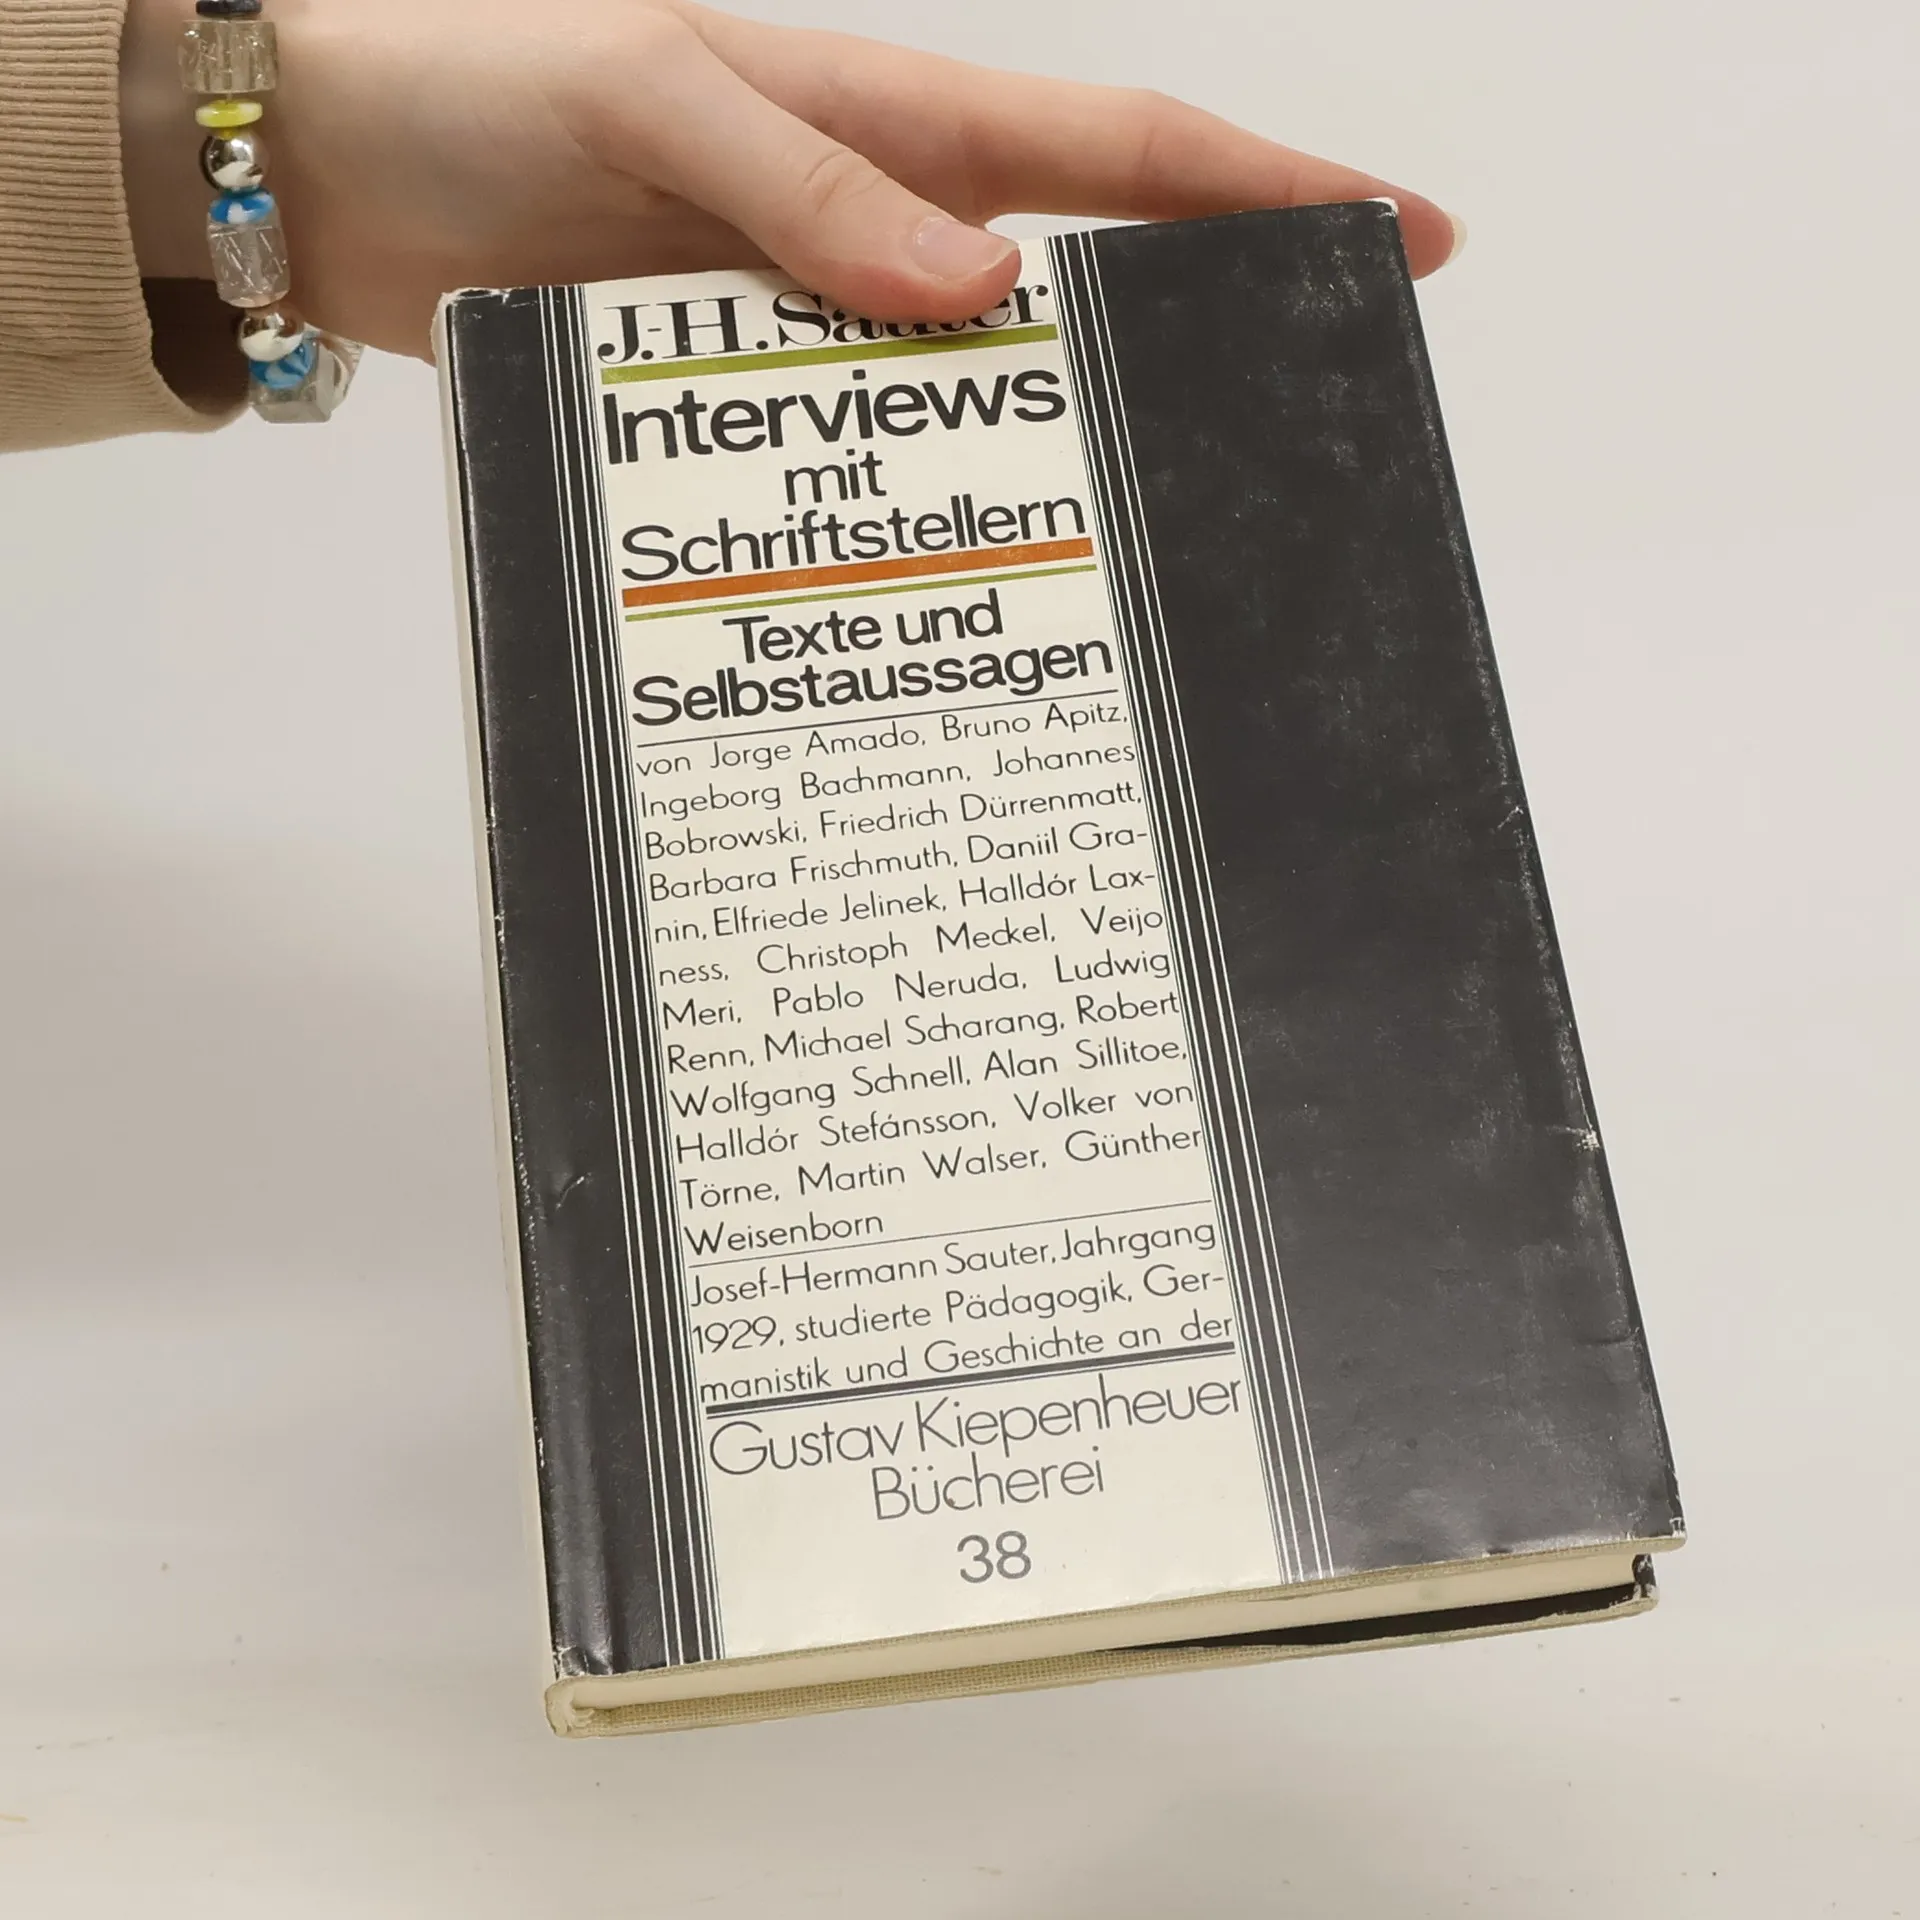 J.-H. Sauter
Interviews
mit
Schriftstellern
Texte und
Selbstaussagen
von Jorge Amado, Bruno Apitz,
Ingeborg Bachmann, Johannes
Bobrowski, Friedrich Dürrenmatt,
Barbara Frischmuth, Daniil Gra-
nin, Elfriede Jelinek, Halldór Lax-
ness, Christoph Meckel, Veijo
Meri, Pablo Neruda, Ludwig
Renn, Michael Scharang, Robert
Wolfgang Schnell, Alan Sillitoe,
Halldór Stefánsson, Volker von
Törne, Martin Walser, Günther
Weisenborn
Josef-Hermann Sauter, Jahrgang
1929, studierte Pädagogik, Ger-
manistik und Geschichte an der
Gustav Kiepenheuer
Bücherei
38